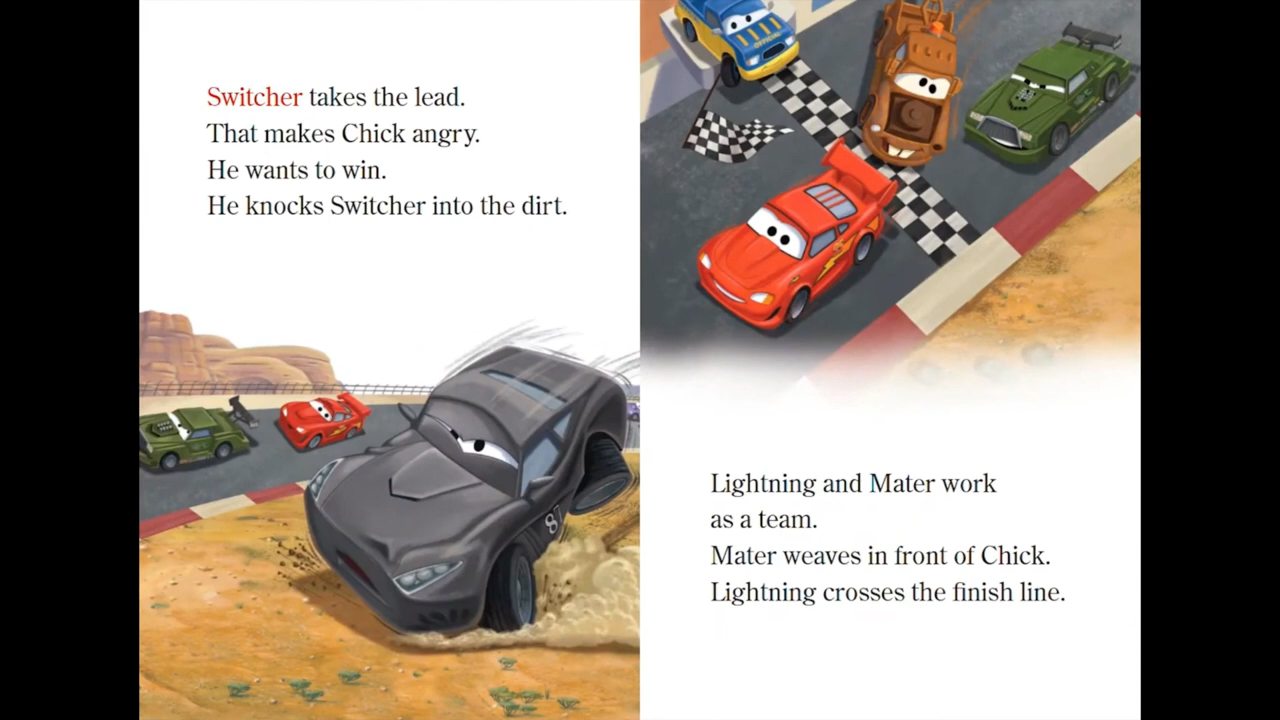 Switcher takes the lead.
That makes Chick angry.
He wants to win.
He knocks Switcher into the dirt.
OFFICIAL
Lightning and Mater work
as a team.
Mater weaves in front of Chick.
Lightning crosses the finish line.